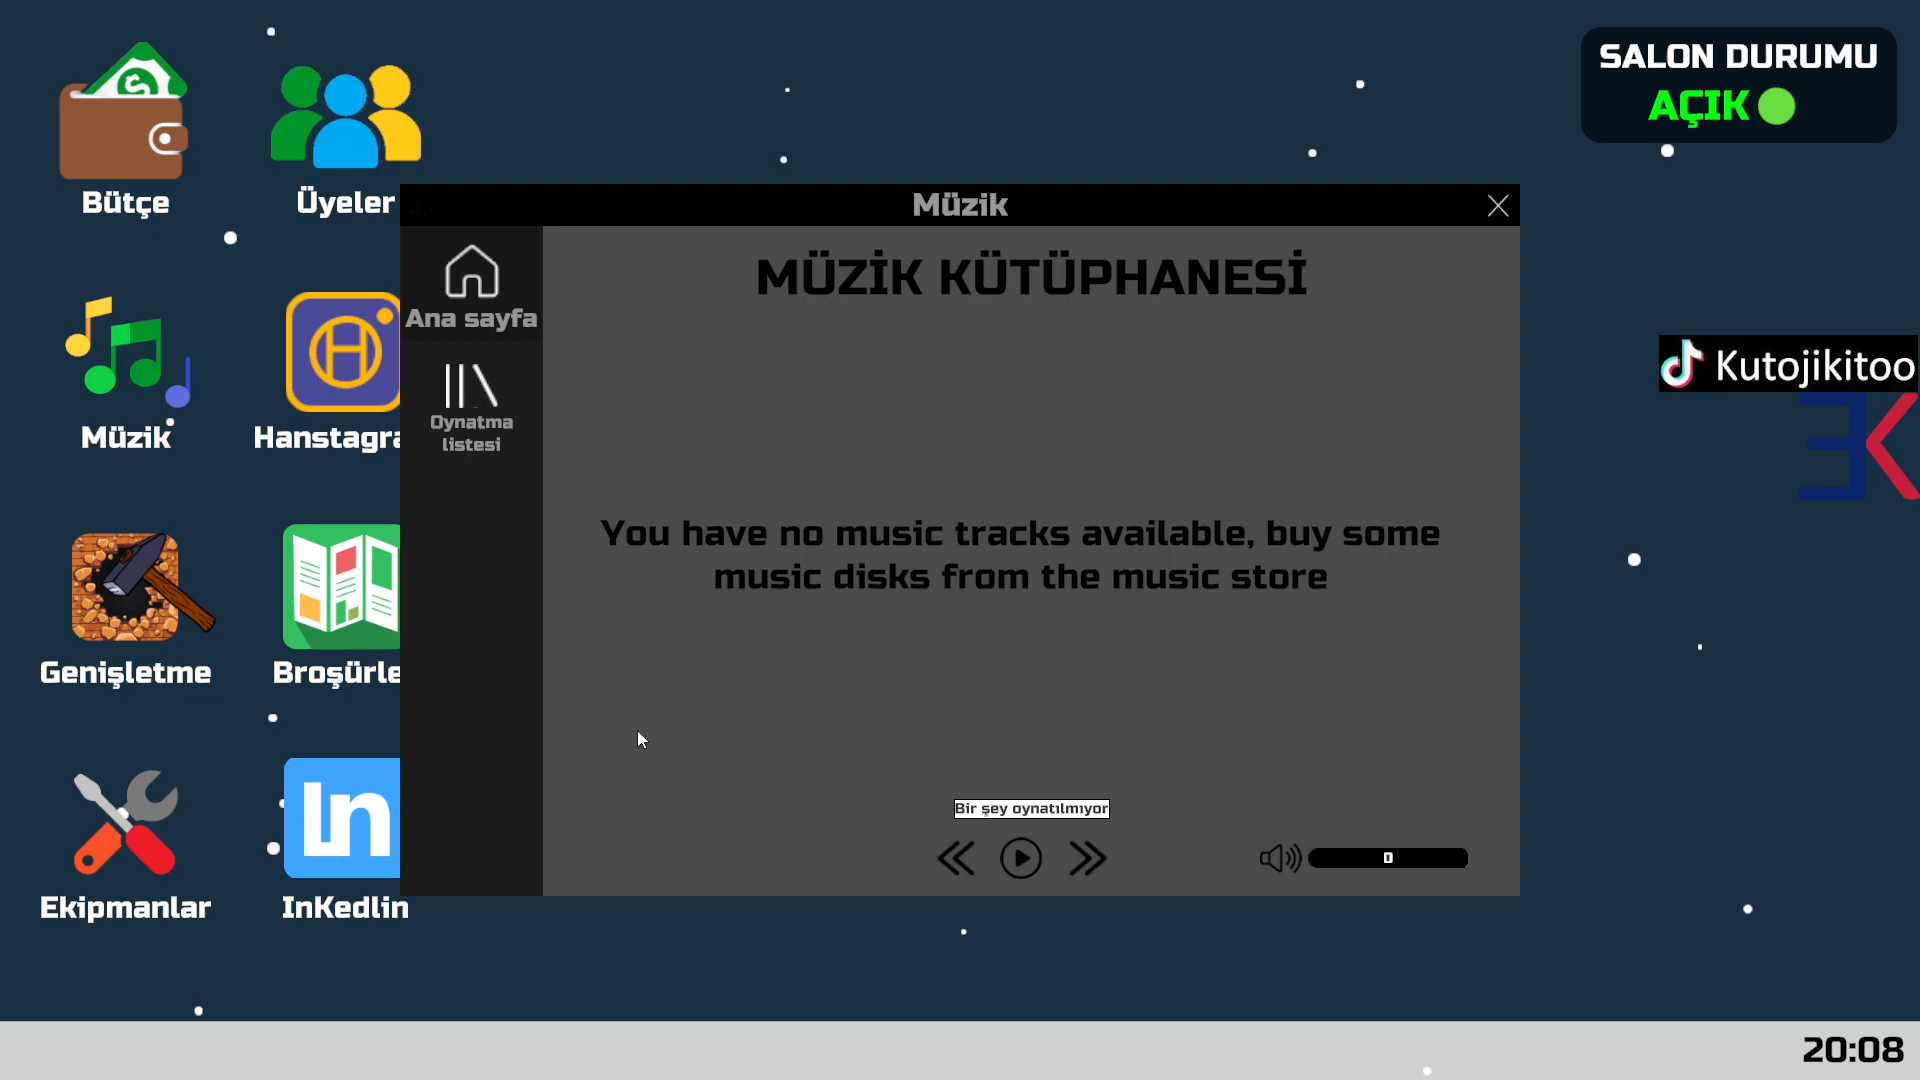 SALON DURUMU
AÇIK
Bütçe
Üyeler
Müzik
MÜZİK KÜTÜPHANESİ
Ana sayfa
Oynatma
listesi
Müzik
Hanstagra
Kutojikitoo
You have no music tracks available, buy some
music disks from the music store
Genişletme
Broşürle
Bir şey oynatılmıyor
0
In
Ekipmanlar
InKedlin
20:08